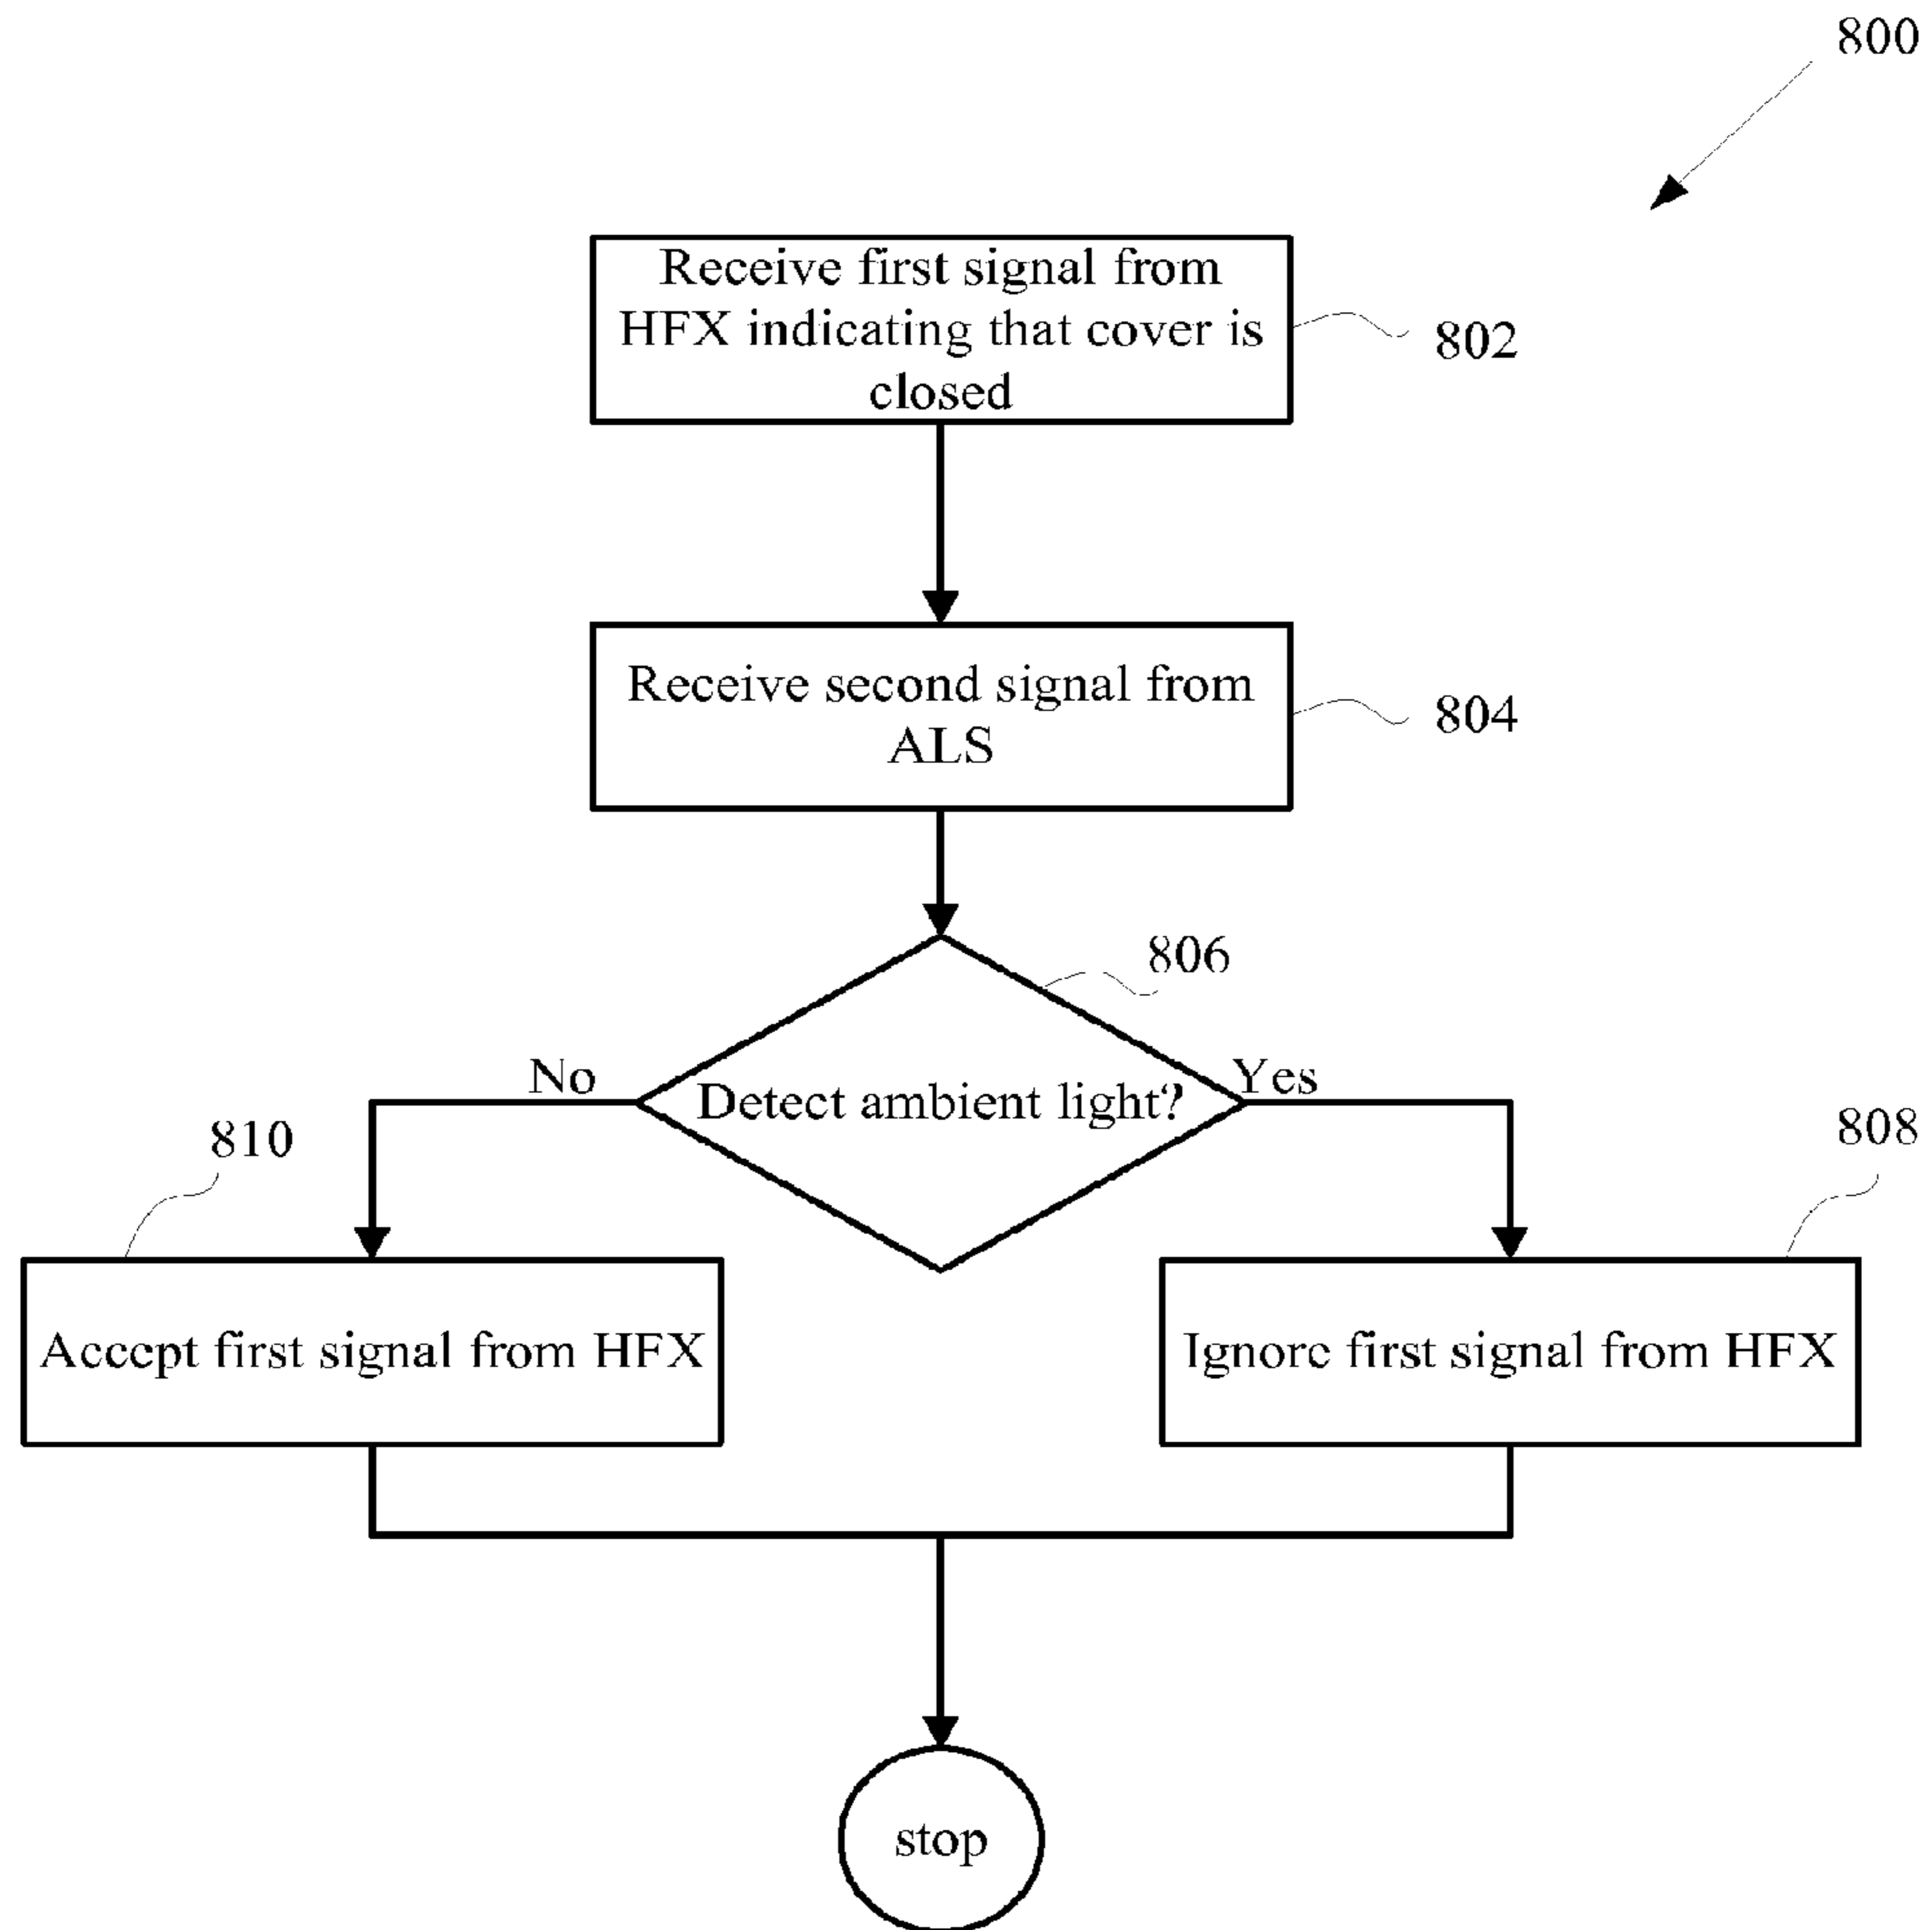 800
Receive first signal from
HFX indicating that cover is
closed
802
Receive second signal from
ALS
804
806
No
Detect ambient light?
Yes
810
808
Accept first signal from HFX
Ignore first signal from HFX
stop